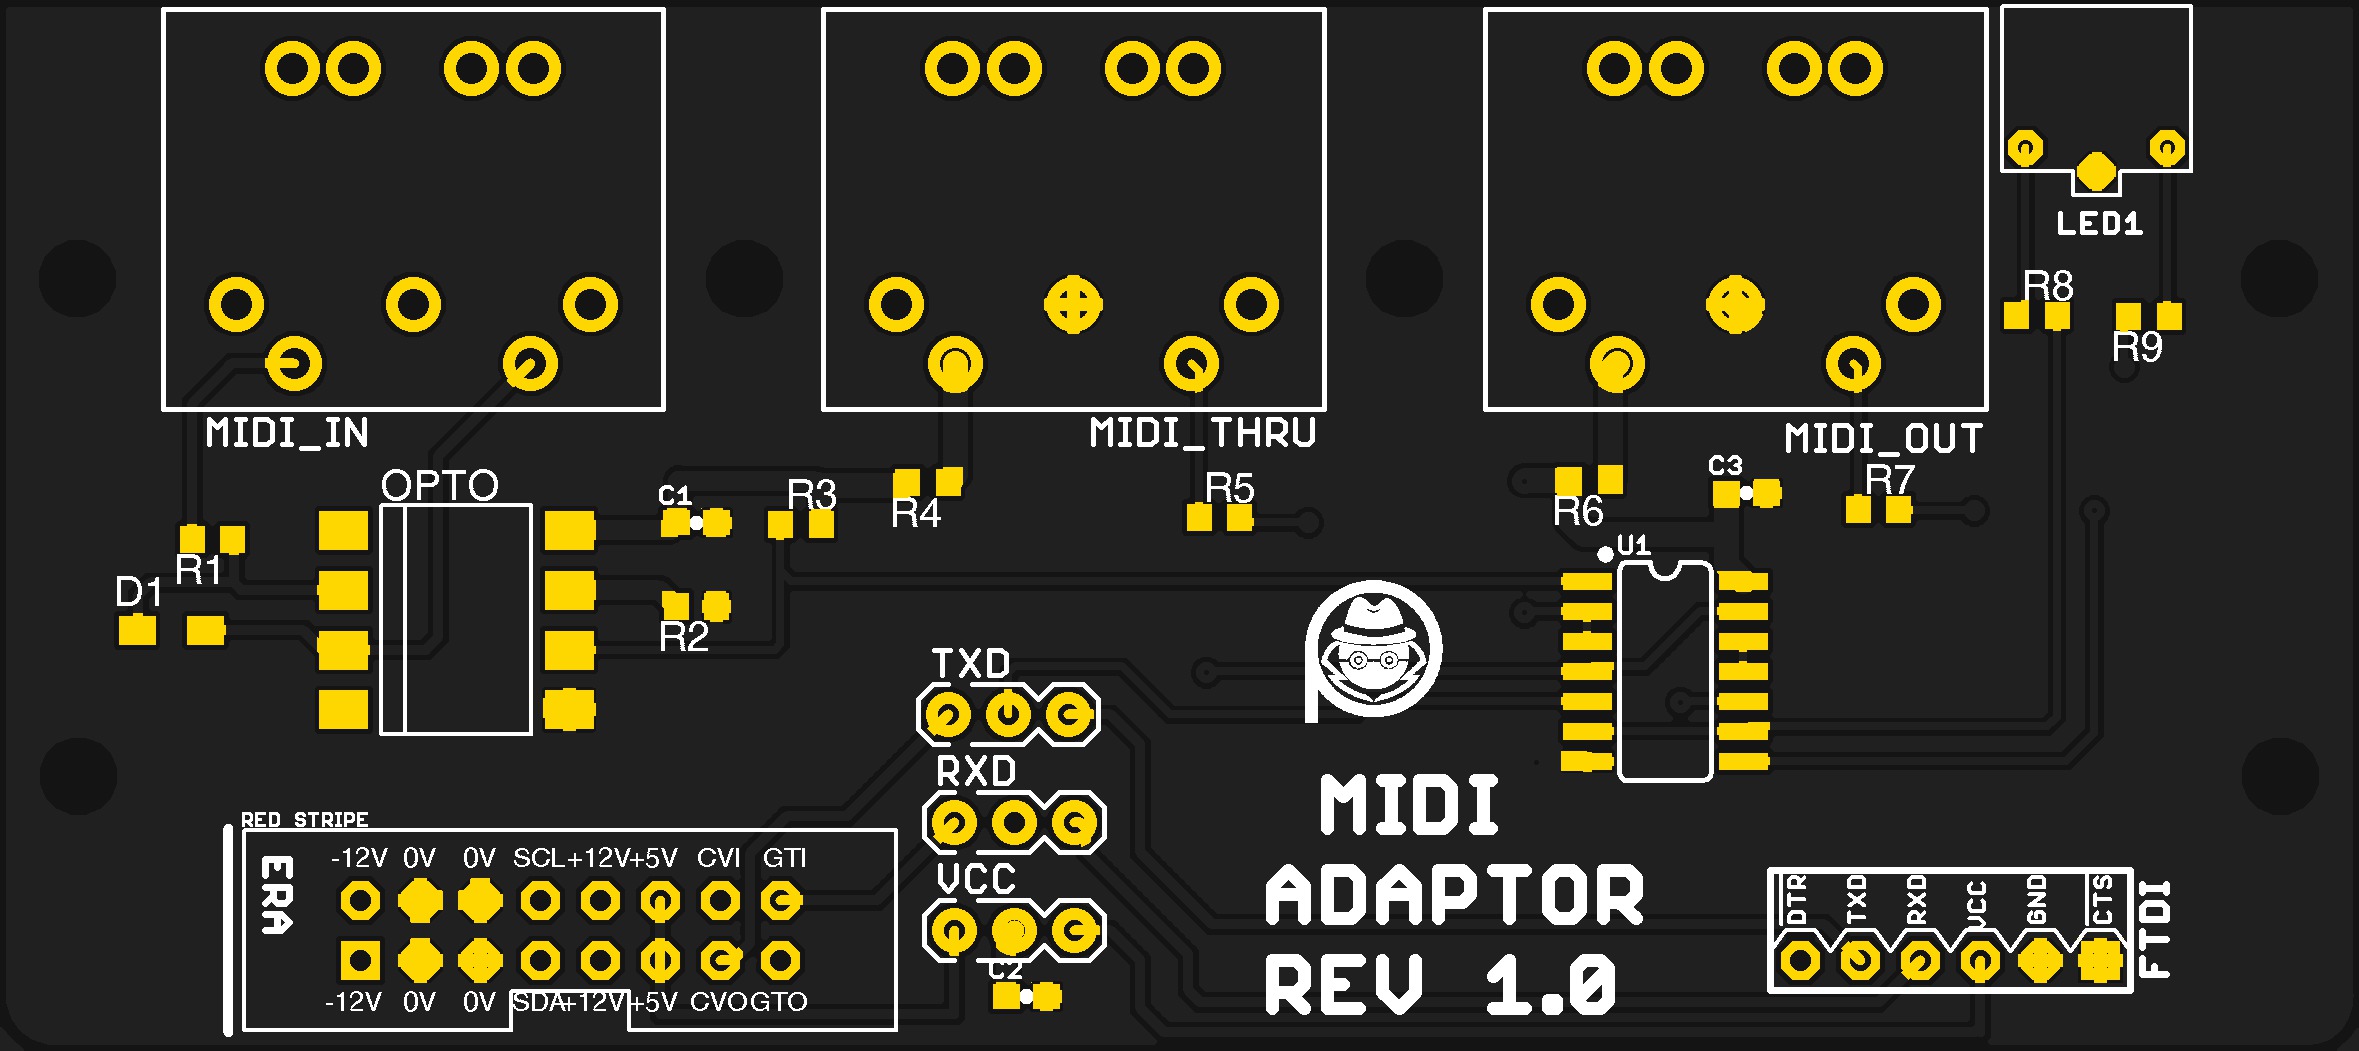 LED1
R8
R9
MIDI_IN
MIDI_THRU
MIDI_OUT
OPTO
C1
R3
R4
R5
R6
C3
R7
D1
R1
R2
U1
TXD
RXD
VCC
C2
MIDI
ADAPTOR
REV 1.0
RED STRIPE
ERA
-12V 0V 0V SCL +12V +5V CVI GTI
-12V 0V 0V SDA +12V +5V CVO GTO
DTR TXD RXD VCC GND CTS
FTDI